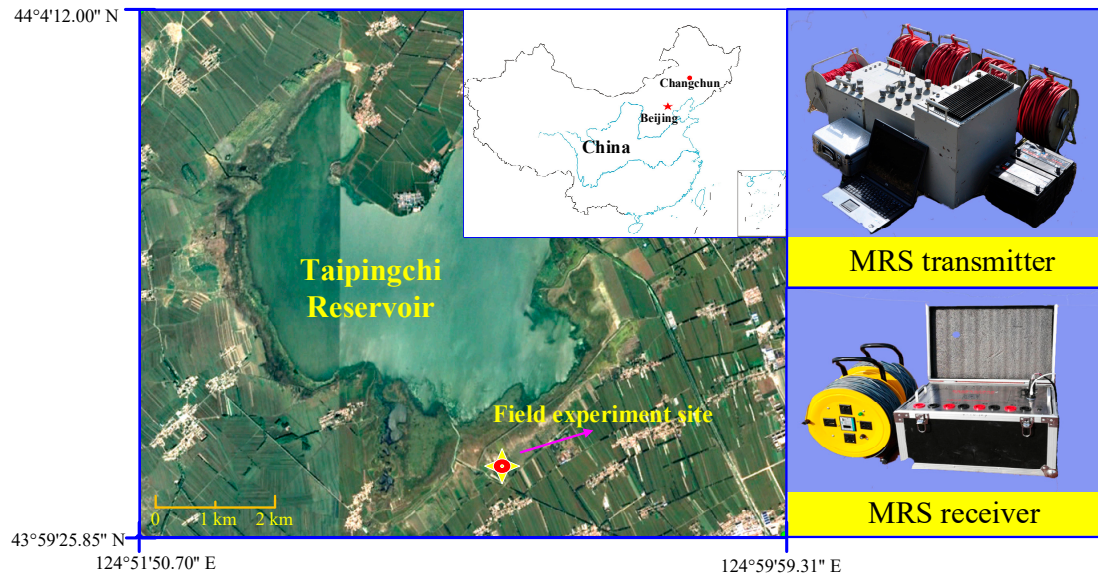 44°4'12.00" N
Changchun
Beijing
China
Taipingchi
Reservoir
Field experiment site
0 1 km 2 km
43°59'25.85" N
124°51'50.70" E
124°59'59.31" E
MRS transmitter
MRS receiver